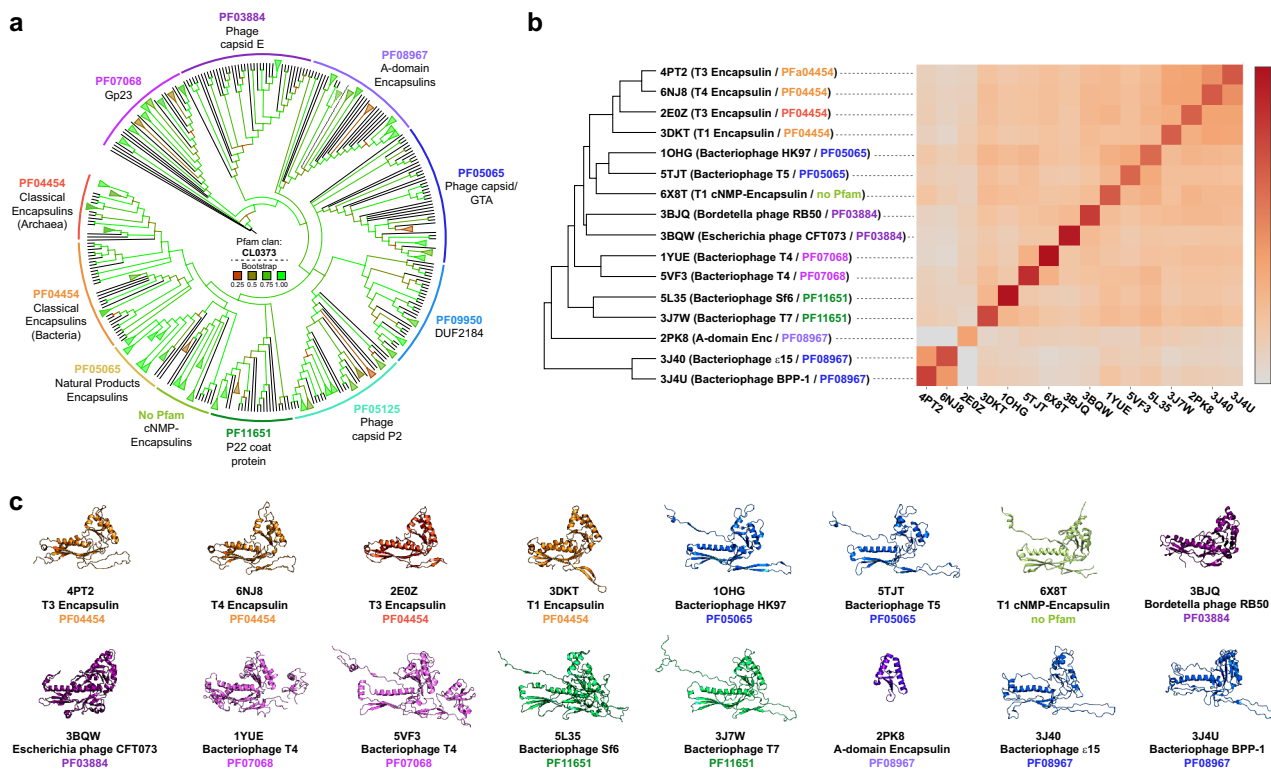 a
PF03884
Phage
capsid E
PF08967
A-domain
Encapsulins
PF07068
Gp23
PF05065
Phage capsid/
GTA
PF04454
Classical
Encapsulins
(Archaea)
Pfam clan:
CL0373
Bootstrap
0.25 0.5 0.75 1.00
PF04454
Classical
Encapsulins
(Bacteria)
PF09950
DUF2184
PF05065
Natural Products
Encapsulins
No Pfam
cNMP-
Encapsulins
PF11651
P22 coat
protein
PF05125
Phage
capsid P2
b
4PT2 (T3 Encapsulin / PFa04454)
6NJ8 (T4 Encapsulin / PF04454)
2E0Z (T3 Encapsulin / PF04454)
3DKT (T1 Encapsulin / PF04454)
1OHG (Bacteriophage HK97 / PF05065)
5TJT (Bacteriophage T5 / PF05065)
6X8T (T1 cNMP-Encapsulin / no Pfam)
3BJQ (Bordetella phage RB50 / PF03884)
3BQW (Escherichia phage CFT073 / PF03884)
1YUE (Bacteriophage T4 / PF07068)
5VF3 (Bacteriophage T4 / PF07068)
5L35 (Bacteriophage Sf6 / PF11651)
3J7W (Bacteriophage T7 / PF11651)
2PK8 (A-domain Enc / PF08967)
3J40 (Bacteriophage ε15 / PF08967)
3J4U (Bacteriophage BPP-1 / PF08967)
4PT2 6NJ8 2E0Z 3DKT 1OHG 5TJT 6X8T 3BJQ 3BQW 1YUE 5VF3 5L35 3J7W 2PK8 3J40 3J4U
c
4PT2 6NJ8 2E0Z 3DKT 1OHG 5TJT 6X8T 3BJQ
T3 Encapsulin T4 Encapsulin T3 Encapsulin T1 Encapsulin Bacteriophage HK97 Bacteriophage T5 T1 cNMP-Encapsulin Bordetella phage RB50
PF04454 PF04454 PF04454 PF04454 PF05065 PF05065 no Pfam PF03884
3BQW 1YUE 5VF3 5L35 3J7W 2PK8 3J40 3J4U
Escherichia phage CFT073 Bacteriophage T4 Bacteriophage T4 Bacteriophage Sf6 Bacteriophage T7 A-domain Encapsulin Bacteriophage ε15 Bacteriophage BPP-1
PF03884 PF07068 PF07068 PF11651 PF11651 PF08967 PF08967 PF08967